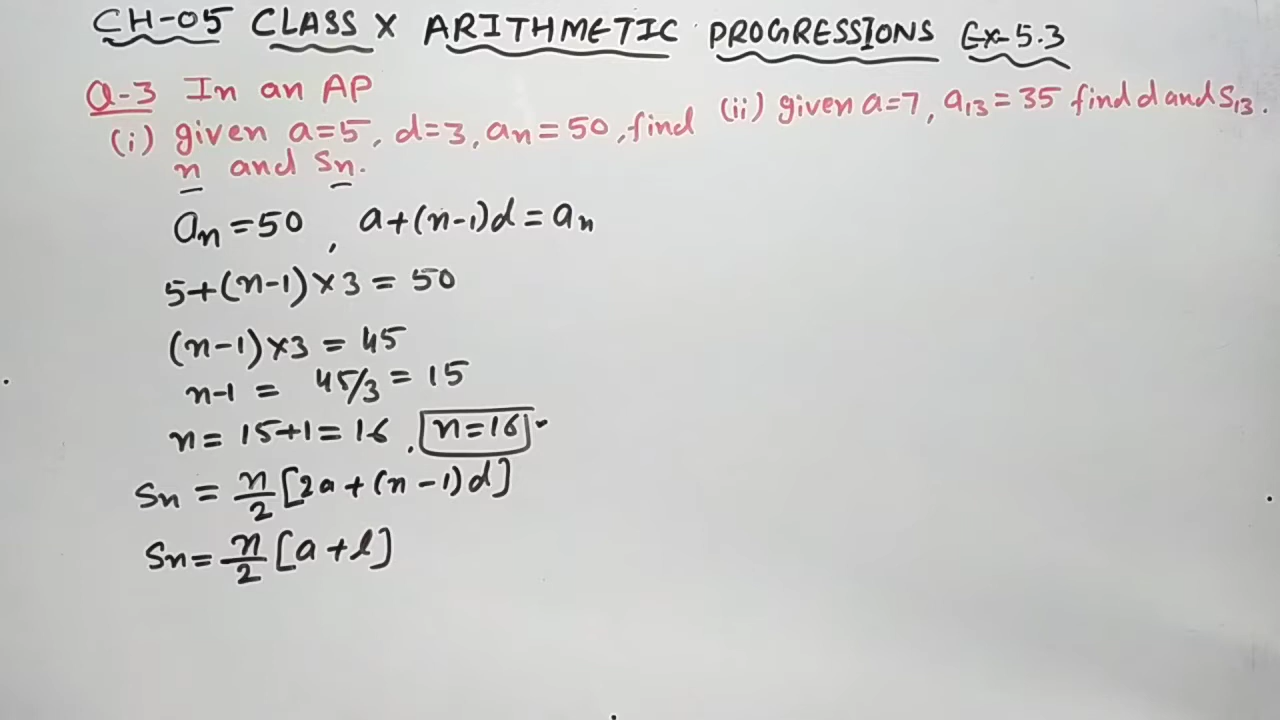 CH-05 CLASS X ARITHMETIC PROGRESSIONS Ex-5.3
Q-3 In an AP
(i) given a=5, d=3, an=50, find
n and Sn.
(ii) given a=7, a13=35 find d and S13.
an=50, a+(n-1)d=an
5+(n-1)×3=50
(n-1)×3=45
n-1 = 45/3=15
n=15+1=16. n=16
Sn = n/2[2a+(n-1)d]
Sn=n/2[a+l]